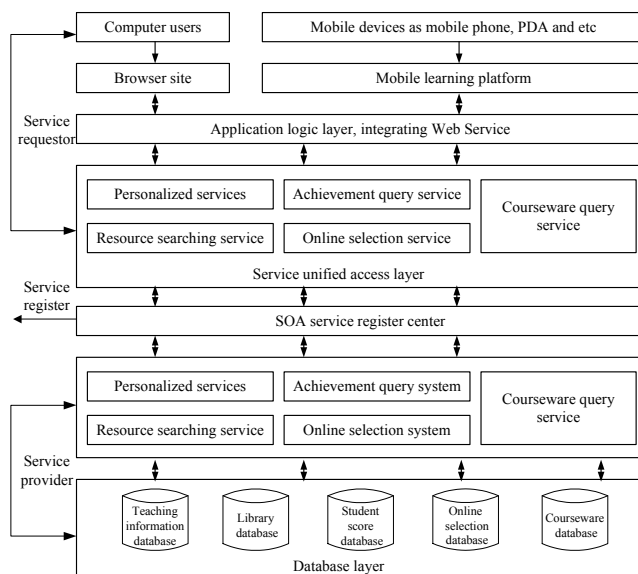 Computer users
Mobile devices as mobile phone, PDA and etc
Browser site
Mobile learning platform
Service
requestor
Application logic layer, integrating Web Service
Personalized services
Achievement query service
Courseware query
service
Resource searching service
Online selection service
Service unified access layer
Service
register
SOA service register center
Personalized services
Achievement query system
Courseware query
service
Resource searching service
Online selection system
Service
provider
Teaching
information
database
Library
database
Student
score
database
Online
selection
database
Courseware
database
Database layer